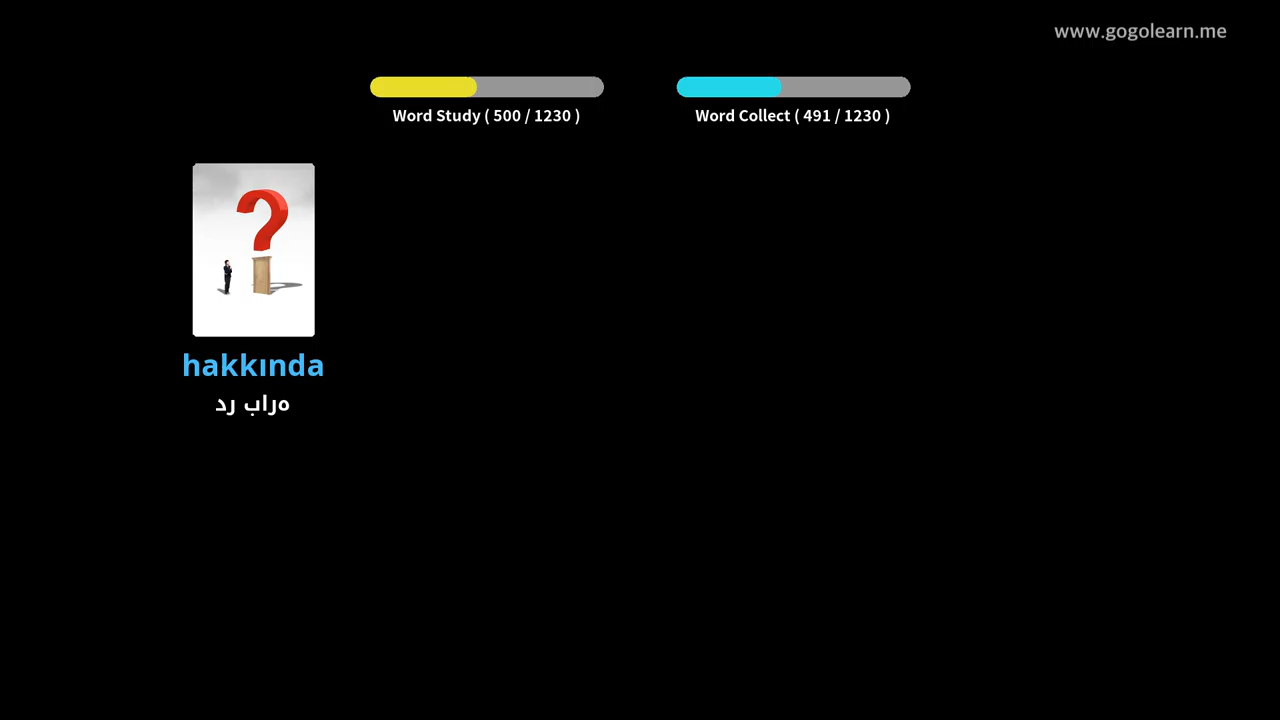 www.gogolearn.me
Word Study ( 500 / 1230 )
Word Collect ( 491 / 1230 )
hakkında
هراب رد